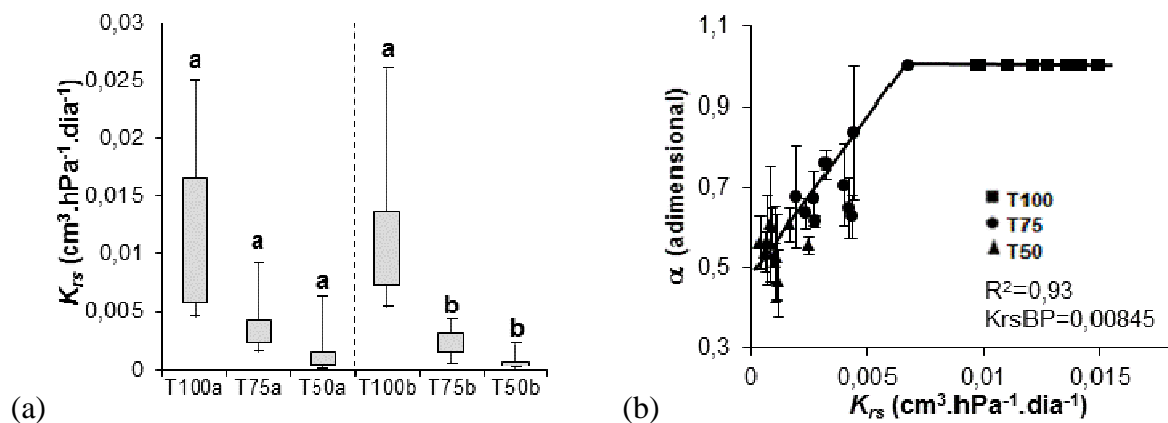 0,03
0,025
0,02
0,015
0,01
0,005
0
Krs (cm³.hPa-¹.dia-¹)
a
a
a
a
b
b
T100a T75a T50a T100b T75b T50b
(a)
1,1
0,9
0,7
0,5
0,3
α (adimensional)
T100
T75
T50
R²=0,93
KrsBP=0,00845
0 0,005 0,01 0,015
Krs (cm³.hPa-¹.dia-¹)
(b)